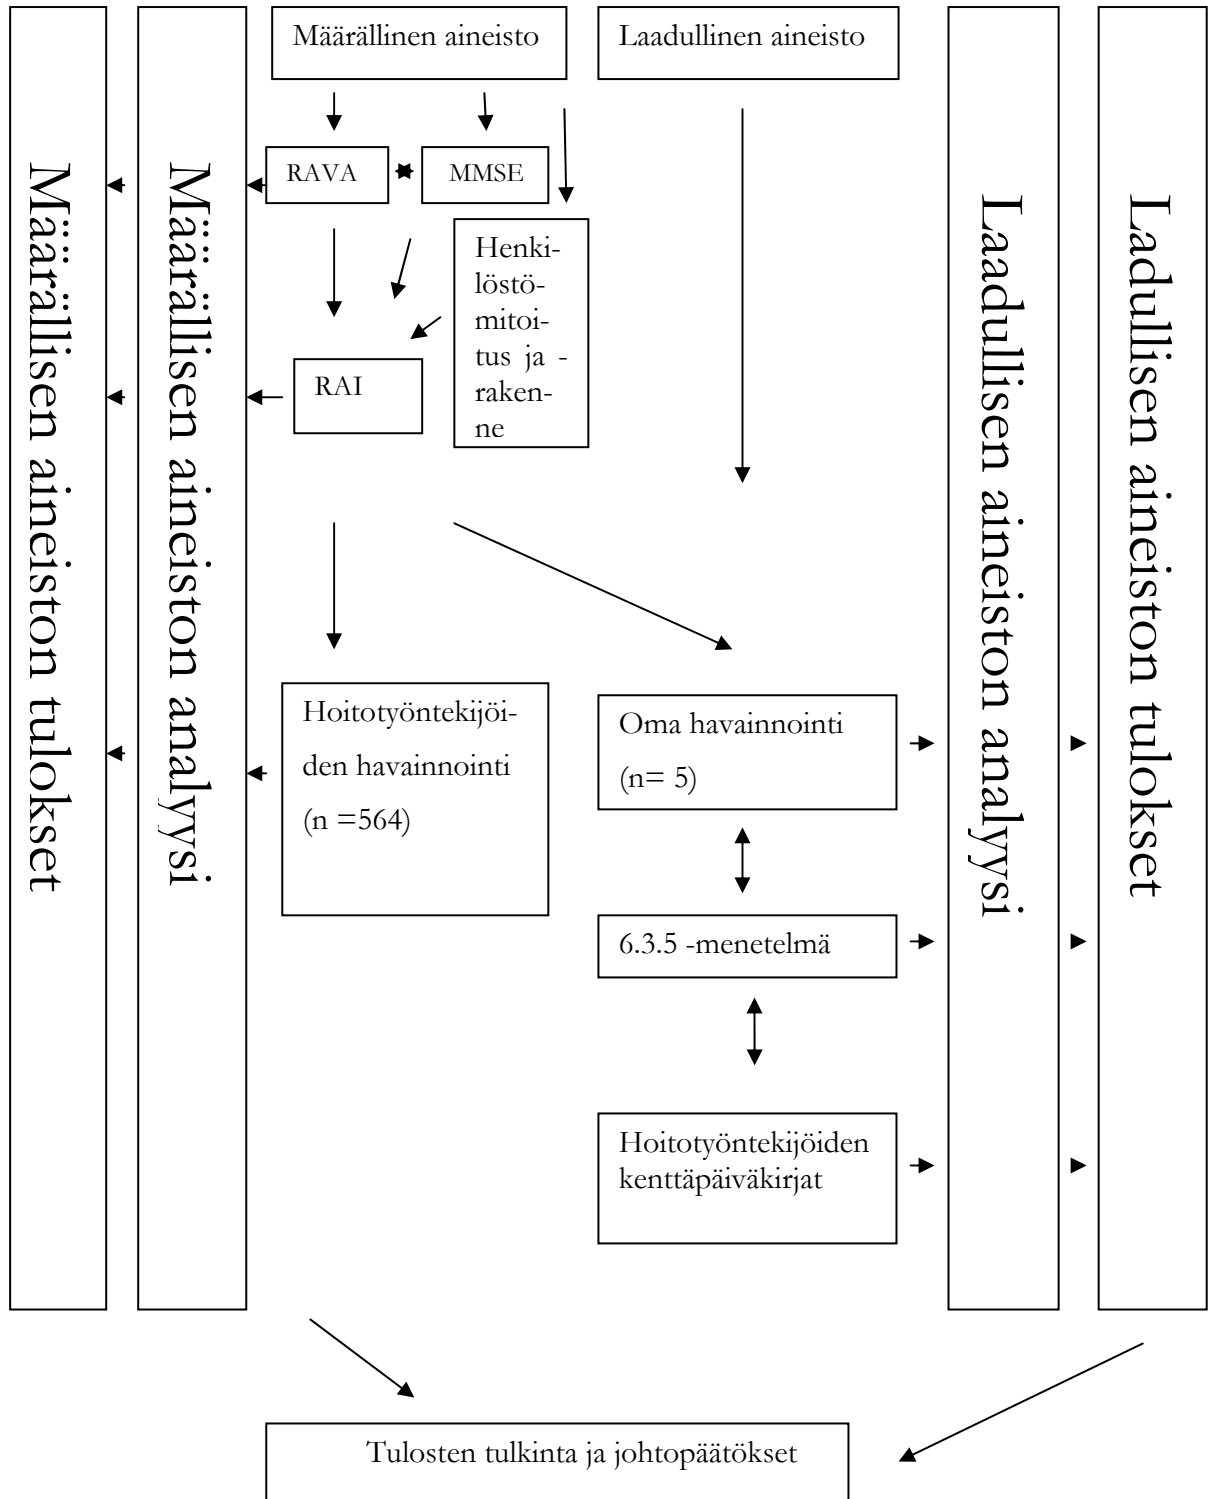 Määrällinen aineisto
Laadullinen aineisto
Määrällisen aineiston tulokset
Määrällisen aineiston analyysi
RAVA
MMSE
Henki-
löstö-
mitoi-
tus ja -
raken-
ne
RAI
Hoitotyöntekijöi-
den havainnointi
(n =564)
Oma havainnointi
(n= 5)
6.3.5 -menetelmä
Hoitotyöntekijöiden
kenttäpäiväkirjat
Laadullisen aineiston analyysi
Ladullisen aineiston tulokset
Tulosten tulkinta ja johtopäätökset